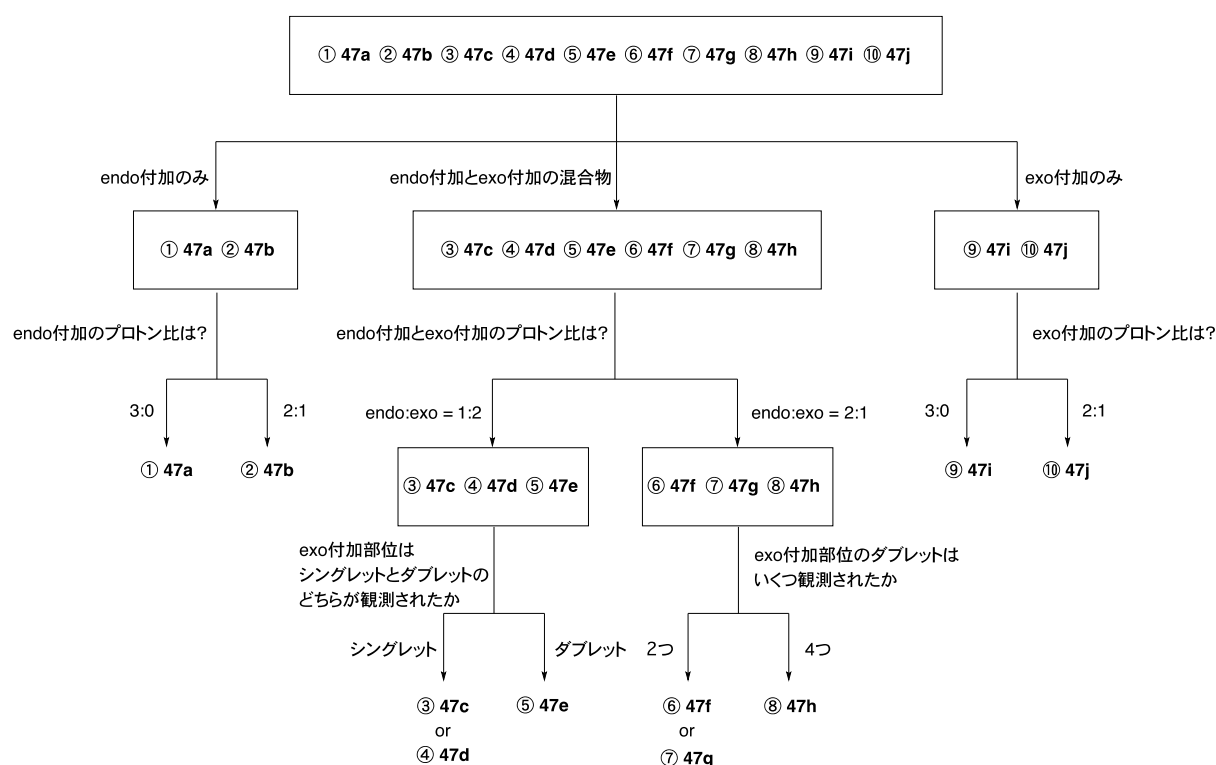 ① 47a ② 47b ③ 47c ④ 47d ⑤ 47e ⑥ 47f ⑦ 47g ⑧ 47h ⑨ 47i ⑩ 47j
endo付加のみ
endo付加とexo付加の混合物
exo付加のみ
① 47a ② 47b
③ 47c ④ 47d ⑤ 47e ⑥ 47f ⑦ 47g ⑧ 47h
⑨ 47i ⑩ 47j
endo付加のプロトン比は?
endo付加とexo付加のプロトン比は?
exo付加のプロトン比は?
3:0
2:1
endo:exo = 1:2
endo:exo = 2:1
3:0
2:1
① 47a
② 47b
③ 47c ④ 47d ⑤ 47e
⑥ 47f ⑦ 47g ⑧ 47h
⑨ 47i
⑩ 47j
exo付加部位は
シングレットとダブレットの
どちらが観測されたか
exo付加部位のダブレットは
いくつ観測されたか
シングレット
ダブレット
2つ
4つ
③ 47c
or
④ 47d
⑤ 47e
⑥ 47f
or
⑦ 47g
⑧ 47h